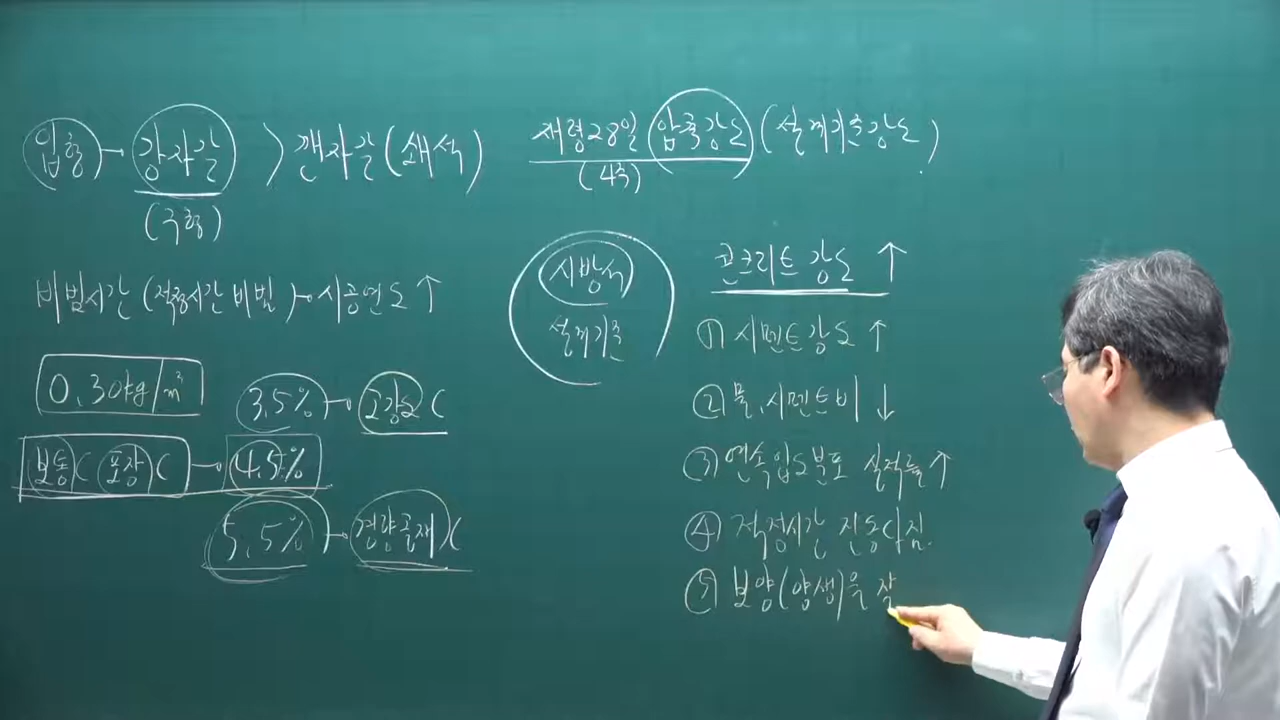 입형 → 강자갈 > 깬자갈(쇄석)
(구형)
비빔시간 (적정시간 비빔) → 시공연도 ↑
0.30kg/m³
3.5% → 고강도C
보통C 포장C → 4.5%
5.5% → 경량골재C
재령28일 압축강도 (설계기준강도)
(4주)
시방서
설계기준
콘크리트 강도 ↑
① 시멘트강도 ↑
② 물.시멘트비 ↓
③ 연속입도분포 실적률 ↑
④ 적정시간 진동다짐.
⑤ 보양(양생)을 잘